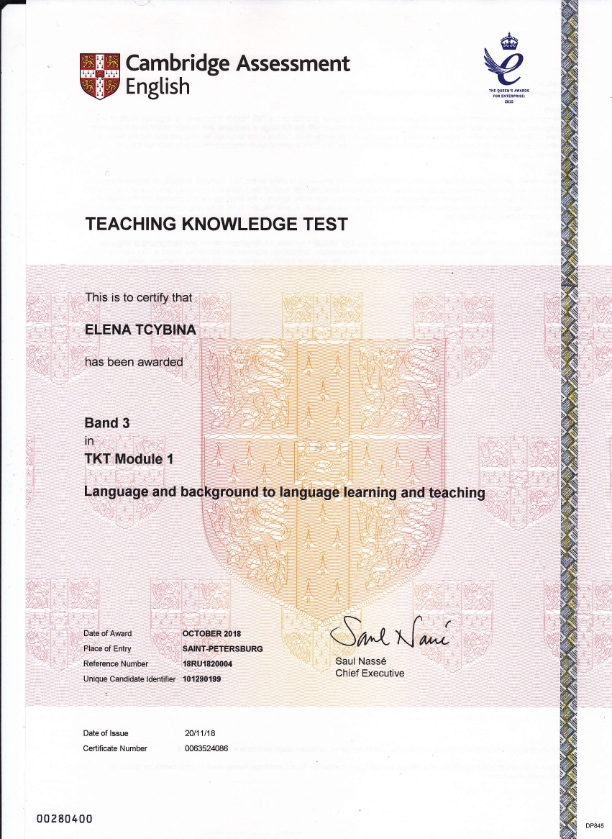 Cambridge Assessment
English
THE QUEEN'S AWARDS
FOR ENTERPRISE:
2015
TEACHING KNOWLEDGE TEST
This is to certify that
ELENA TCYBINA
has been awarded
Band 3
in
TKT Module 1
Language and background to language learning and teaching
Date of Award OCTOBER 2018
Place of Entry SAINT-PETERSBURG
Reference Number 18RU1820004
Unique Candidate Identifier 101290199
Saul Nassé
Saul Nassé
Chief Executive
Date of Issue 20/11/18
Certificate Number 0063524086
00280400
DP845